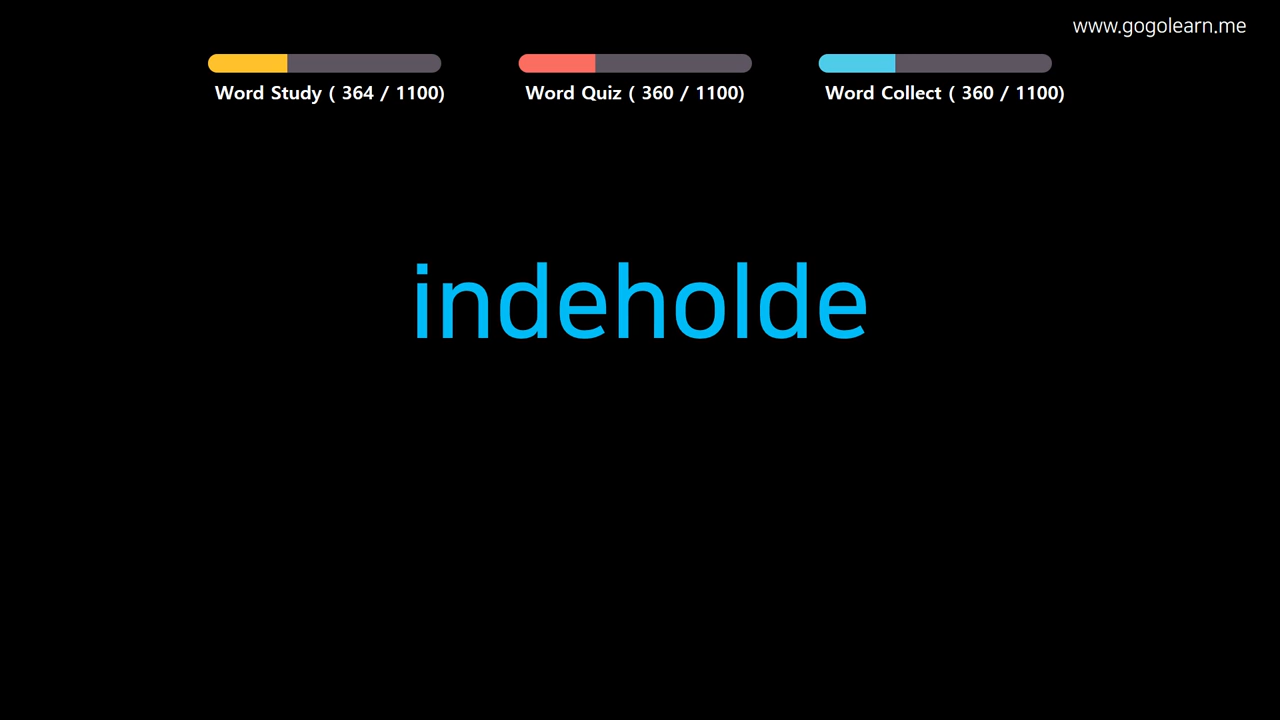 www.gogolearn.me
Word Study ( 364 / 1100)
Word Quiz ( 360 / 1100)
Word Collect ( 360 / 1100)
indeholde